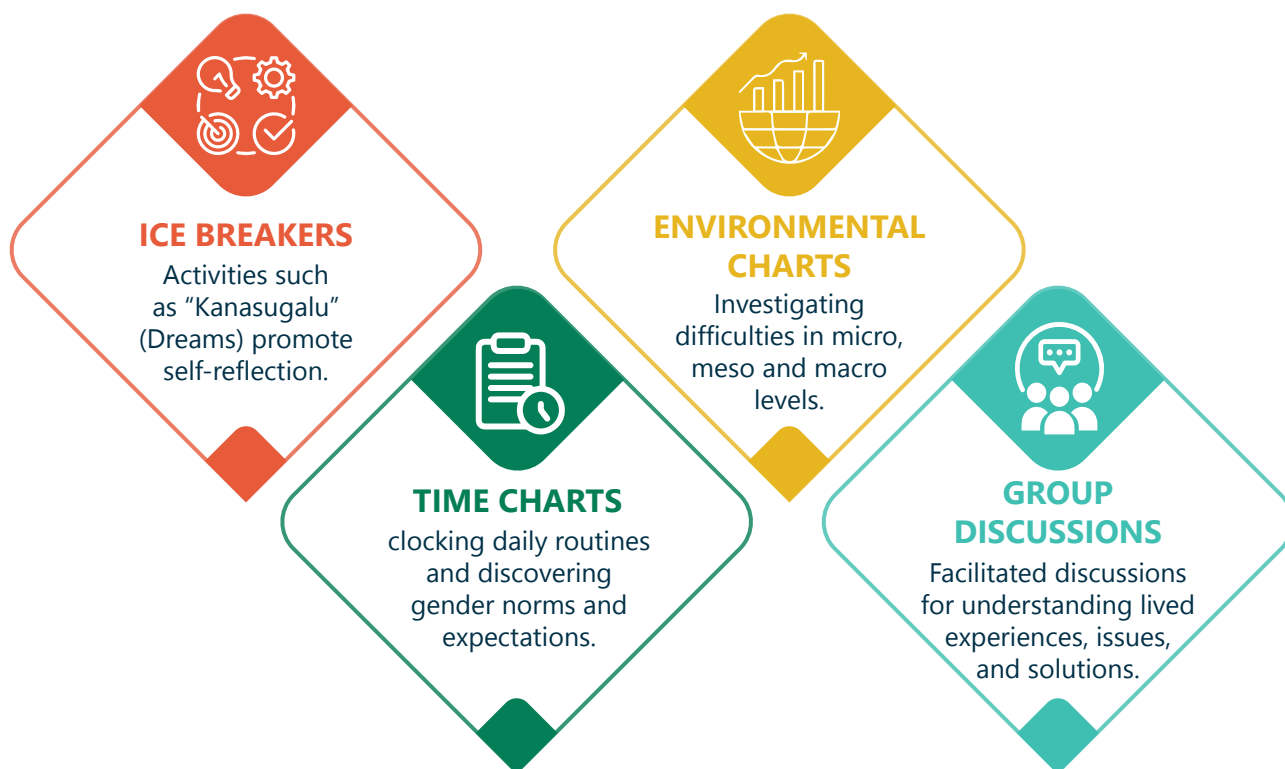 ICE BREAKERS
Activities such
as “Kanasugalu”
(Dreams) promote
self-reflection.
TIME CHARTS
clocking daily routines
and discovering
gender norms and
expectations.
ENVIRONMENTAL
CHARTS
Investigating
difficulties in micro,
meso and macro
levels.
GROUP
DISCUSSIONS
Facilitated discussions
for understanding lived
experiences, issues,
and solutions.